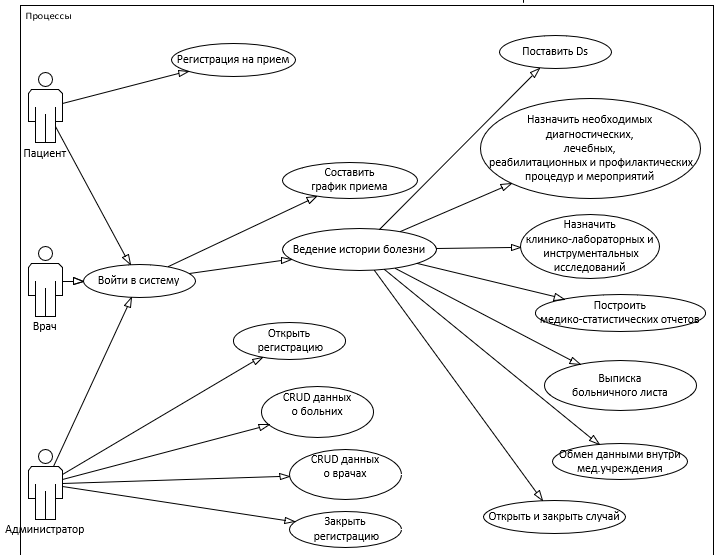 Процессы
Поставить Ds
Регистрация на прием
Назначить необходимых
диагностических,
лечебных,
реабилитационных и профилактических
процедур и мероприятий
Пациент
Составить
график приема
Назначить
клинико-лабораторных и
инструментальных
исследований
Ведение истории болезни
Войти в систему
Врач
Построить
медико-статистических отчетов
Открыть
регистрацию
Выписка
больничного листа
CRUD данных
о больних
Обмен данными внутри
мед.учреждения
CRUD данных
о врачах
Открыть и закрыть случай
Администратор
Закрыть
регистрацию